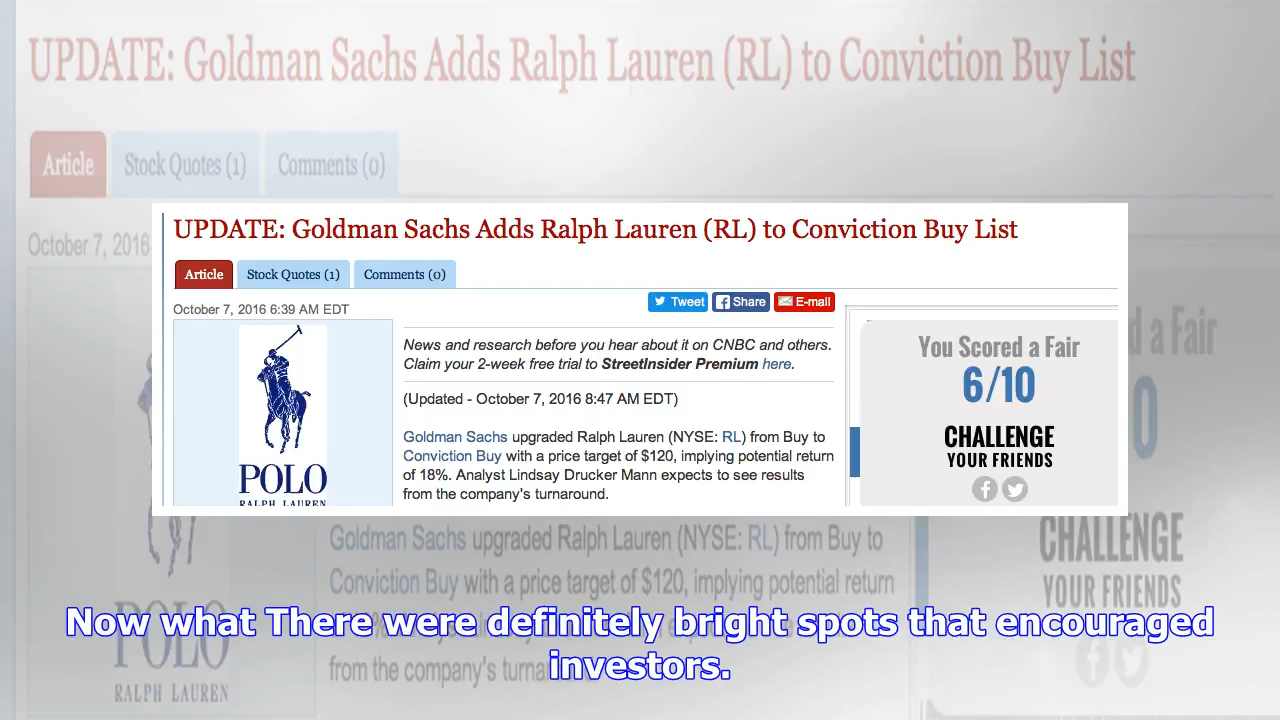 UPDATE: Goldman Sachs Adds Ralph Lauren (RL) to Conviction Buy List
Article
Stock Quotes (1)
Comments (0)
October 7, 2016
UPDATE: Goldman Sachs Adds Ralph Lauren (RL) to Conviction Buy List
Article
Stock Quotes (1)
Comments (0)
October 7, 2016 6:39 AM EDT
Tweet
Share
E-mail
News and research before you hear about it on CNBC and others.
Claim your 2-week free trial to StreetInsider Premium here.
(Updated - October 7, 2016 8:47 AM EDT)
Goldman Sachs upgraded Ralph Lauren (NYSE: RL) from Buy to
Conviction Buy with a price target of $120, implying potential return
of 18%. Analyst Lindsay Drucker Mann expects to see results
from the company's turnaround.
POLO
RALPH LAUREN
You Scored a Fair
6/10
CHALLENGE
YOUR FRIENDS
d a Fair
0
Goldman Sachs upgraded Ralph Lauren (NYSE: RL) from Buy to
Conviction Buy with a price target of $120, implying potential return
from the company's
POLO
RALPH LAUREN
CHALLENGE
YOUR FRIENDS
Now what There were definitely bright spots that encouraged
investors.